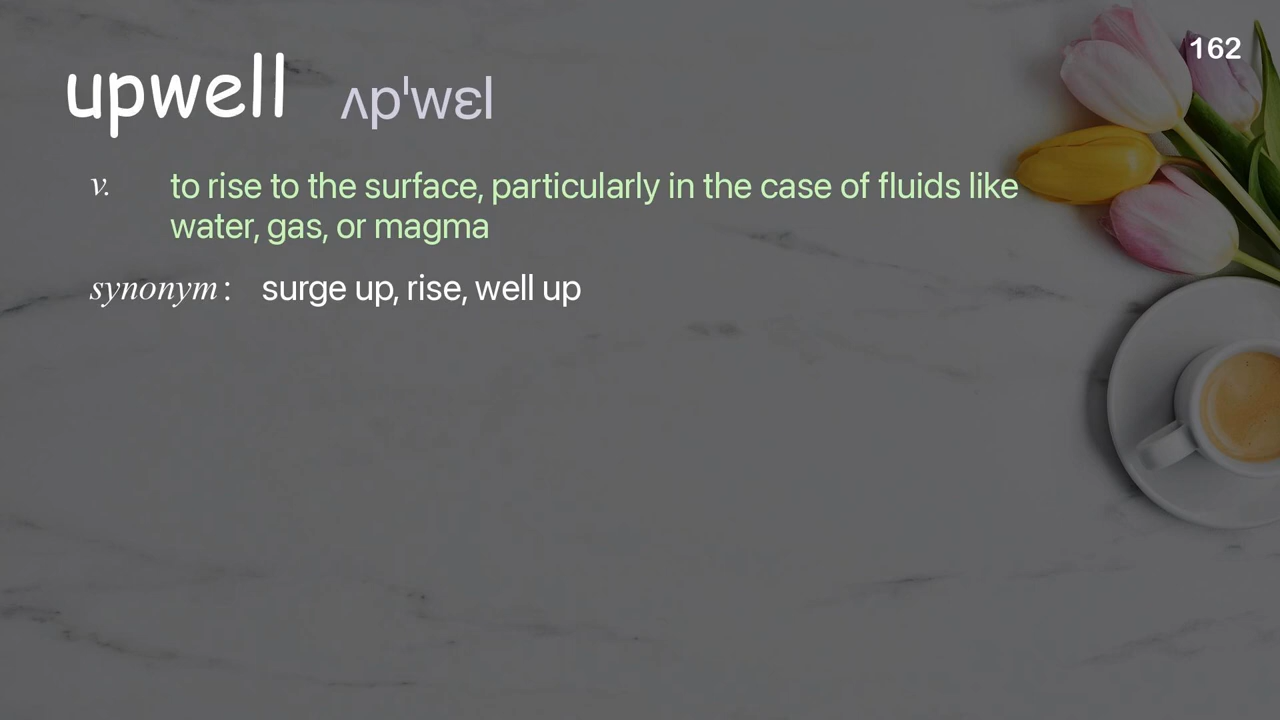 162
upwell ʌpˈwɛl
v. to rise to the surface, particularly in the case of fluids like
water, gas, or magma
synonym: surge up, rise, well up